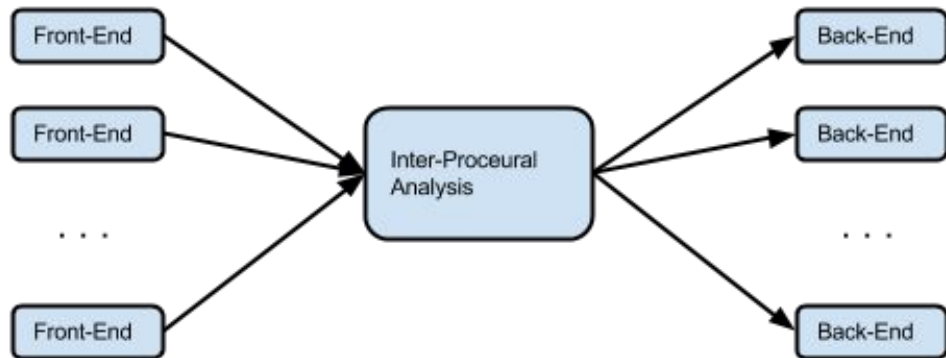 Front-End
Back-End
Front-End
Back-End
Inter-Proceural
Analysis
. . .
. . .
Front-End
Back-End